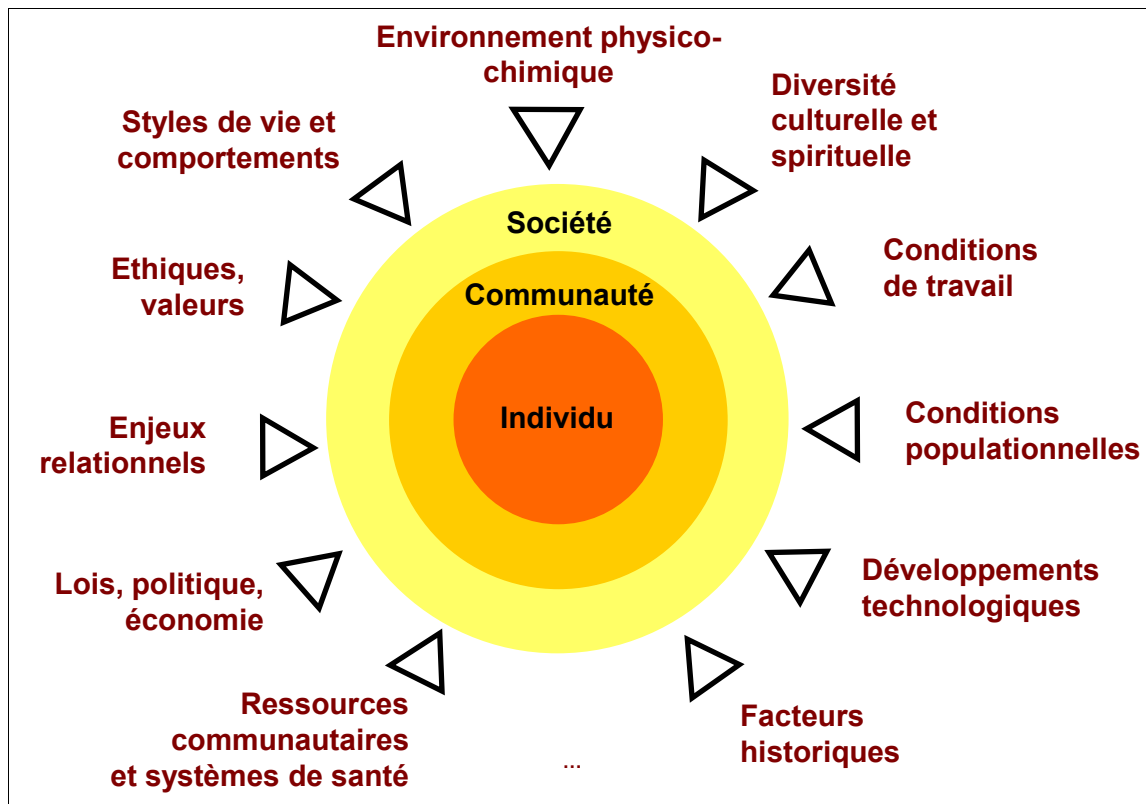 Environnement physico-
chimique
Diversité
culturelle et
spirituelle
Styles de vie et
comportements
Société
Conditions
de travail
Ethiques,
valeurs
Communauté
Individu
Conditions
populationnelles
Enjeux
relationnels
Développements
technologiques
Lois, politique,
économie
Ressources
communautaires
et systèmes de santé
Facteurs
historiques
...